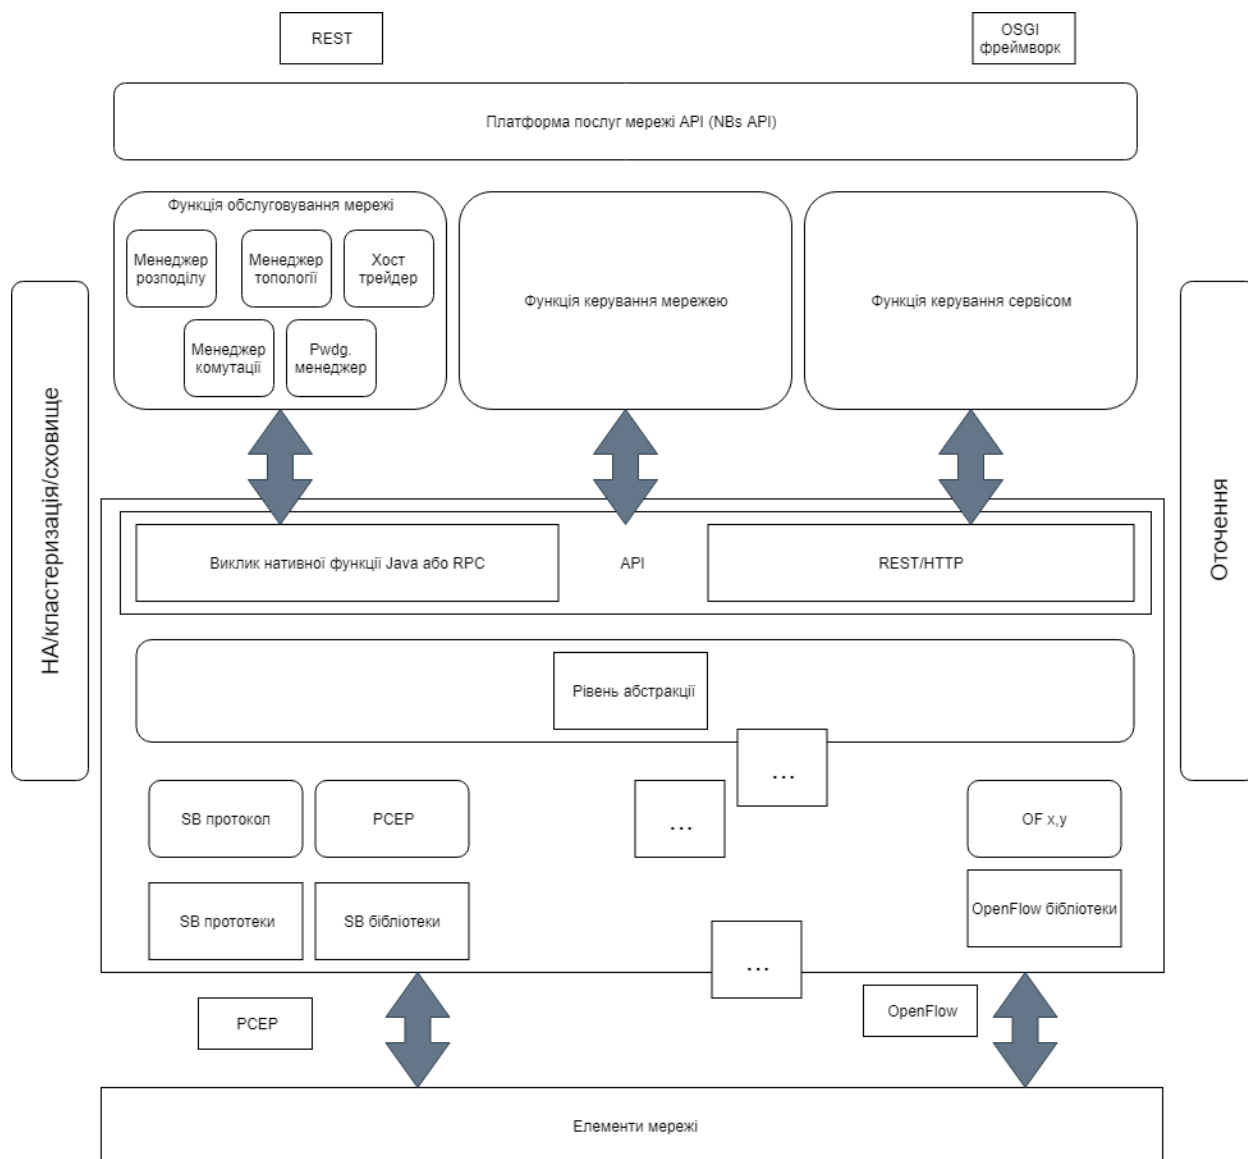 REST
OSGI
фреймворк
Платформа послуг мережі API (NBs API)
Функція обслуговування мережі
Менеджер
розподілу
Менеджер
топології
Хост
трейдер
Менеджер
комутації
Pwdg.
менеджер
Функція керування мережею
Функція керування сервісом
НА/кластеризація/сховище
Оточення
Виклик нативної функції Java або RPC
API
REST/HTTP
Рівень абстракції
...
...
SB протокол
PCEP
OF x,y
SB прототеки
SB бібліотеки
OpenFlow бібліотеки
...
PCEP
OpenFlow
Елементи мережі